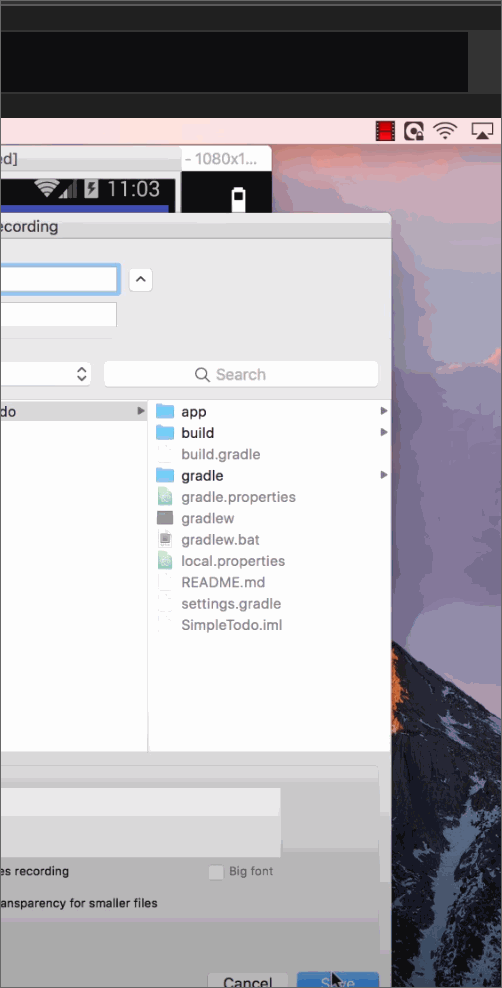 ed]
– 1080x1...
11:03
ecording
Search
do
app
build
build.gradle
gradle
gradle.properties
gradlew
gradlew.bat
local.properties
README.md
settings.gradle
SimpleTodo.iml
es recording
Big font
ansparency for smaller files
Cancel
Save